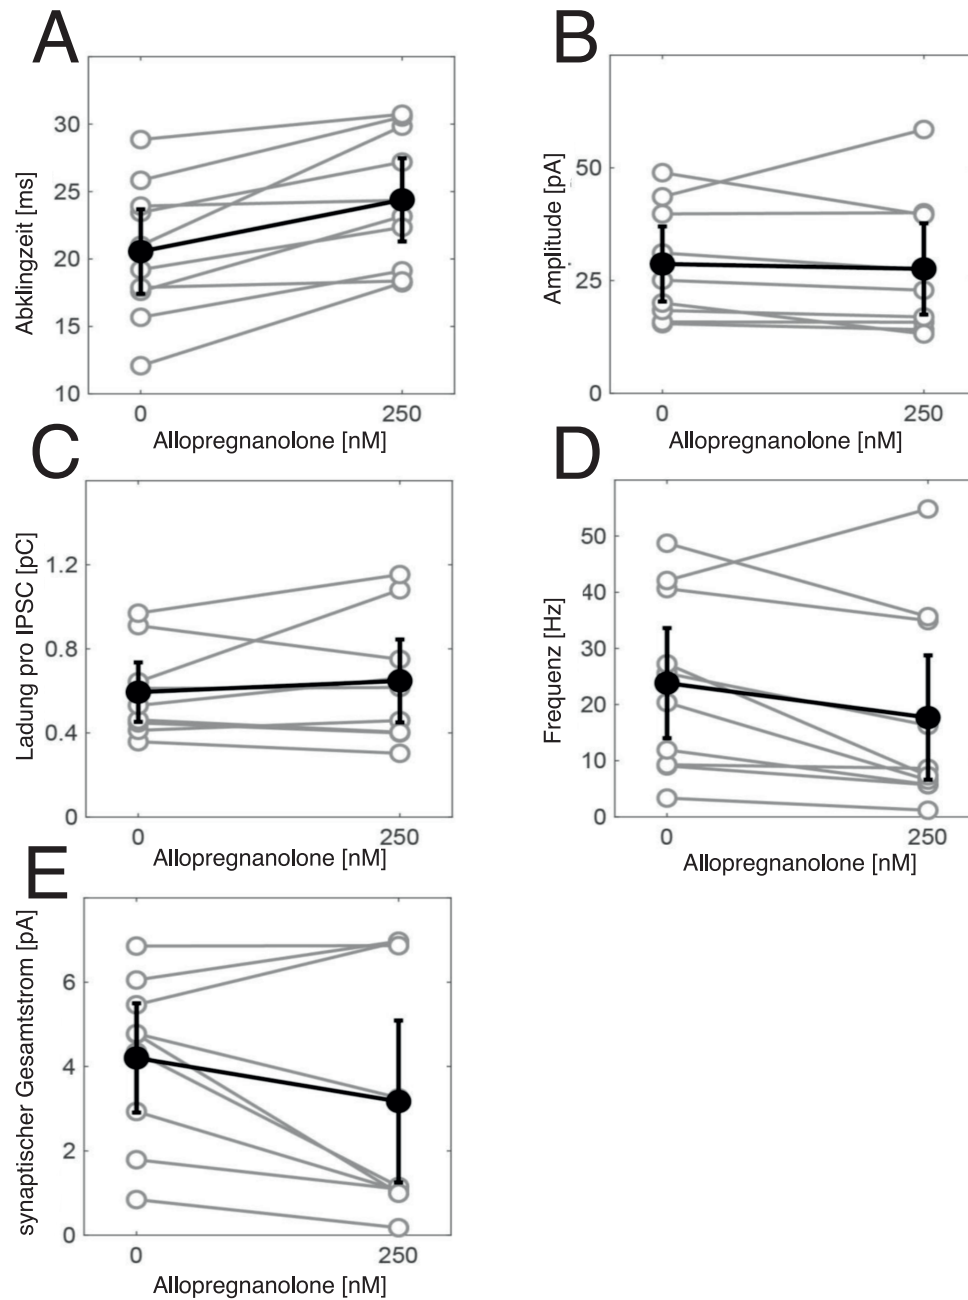 A
Abklingzeit [ms]
30
25
20
15
10
0 250
Allopregnanolone [nM]
B
Amplitude [pA]
50
25
0
0 250
Allopregnanolone [nM]
C
Ladung pro IPSC [pC]
1.2
0.8
0.4
0
0 250
Allopregnanolone [nM]
D
Frequenz [Hz]
50
40
30
20
10
0
0 250
Allopregnanolone [nM]
E
synaptischer Gesamtstrom [pA]
6
4
2
0
0 250
Allopregnanolone [nM]